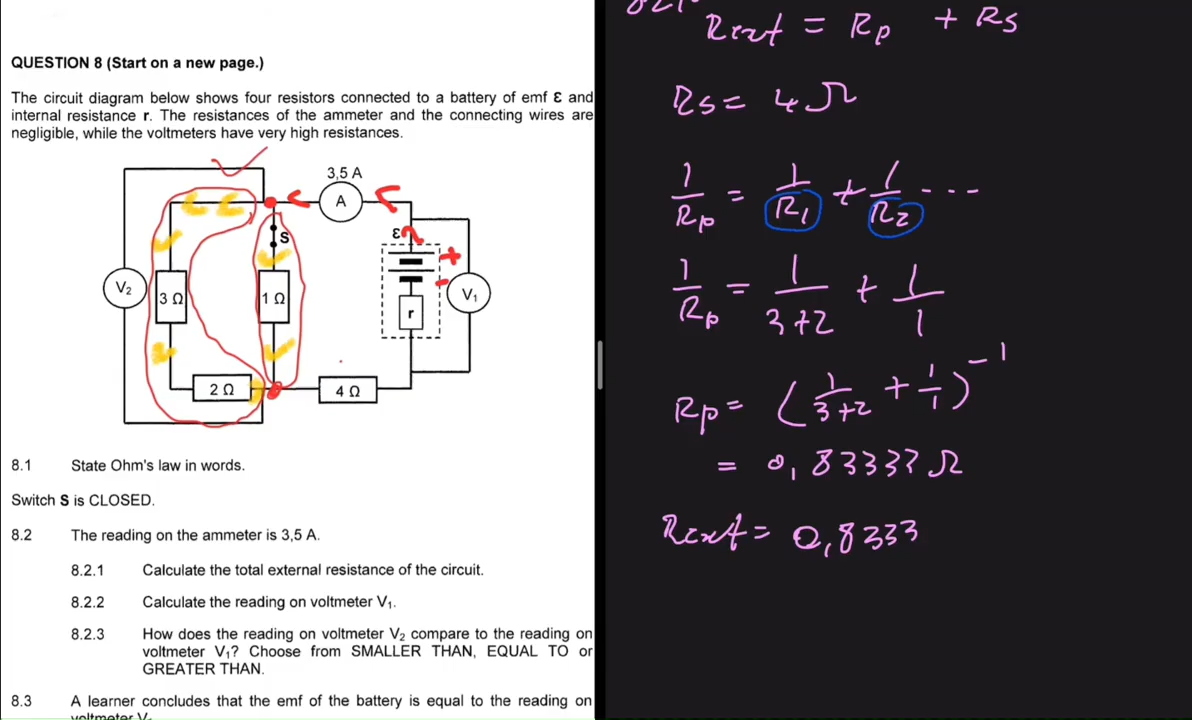 QUESTION 8 (Start on a new page.)
The circuit diagram below shows four resistors connected to a battery of emf ε and
internal resistance r. The resistances of the ammeter and the connecting wires are
negligible, while the voltmeters have very high resistances.
3,5 A
A
S
ε
+
-
V₂
3 Ω
1 Ω
r
V₁
2 Ω
4 Ω
8.1 State Ohm's law in words.
Switch S is CLOSED.
8.2 The reading on the ammeter is 3,5 A.
8.2.1 Calculate the total external resistance of the circuit.
8.2.2 Calculate the reading on voltmeter V₁.
8.2.3 How does the reading on voltmeter V₂ compare to the reading on
voltmeter V₁? Choose from SMALLER THAN, EQUAL TO or
GREATER THAN.
8.3 A learner concludes that the emf of the battery is equal to the reading on
voltmeter V
Rext = Rp + Rs
Rs = 4 Ω
1/Rp = 1/R₁ + 1/R₂ ---
1/Rp = 1/3+2 + 1/1
Rp = (1/3+2 + 1/1)⁻¹
= 0,83333 Ω
Rext = 0,8333